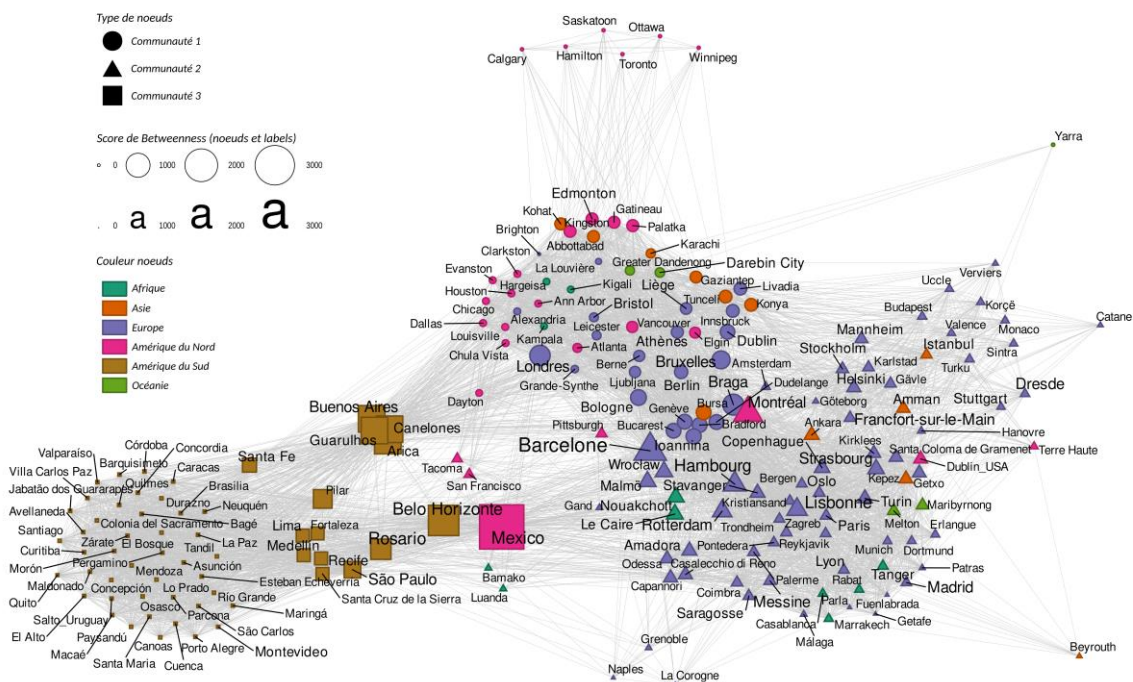 Type de noeuds
Communauté 1
Communauté 2
Communauté 3
Score de Betweenness (noeuds et labels)
0 1000 2000 3000
a a a
0 1000 2000 3000
Couleur noeuds
Afrique
Asie
Europe
Amérique du Nord
Amérique du Sud
Océanie
Saskatoon
Ottawa
Calgary
Hamilton
Toronto
Winnipeg
Yarra
Edmonton
Kohat
Kingston
Gatineau
Palatka
Brighton
Abbottabad
Karachi
Clarkston
La Louvière
Greater Dandenong
Darebin City
Evanston
Hargeisa
Kigali
Liège
Gaziantep
Livadia
Houston
Ann Arbor
Bristol
Tunceli
Konya
Chicago
Alexandria
Leicester
Vancouver
Innsbruck
Dallas
Louisville
Kampala
Atlanta
Athènes
Elgin
Dublin
Chula Vista
Londres
Berne
Bruxelles
Amsterdam
Grande-Synthe
Ljubljana
Berlin
Braga
Dudelange
Dayton
Bologne
Genève
Bursa
Montréal
Pittsburgh
Bucarest
Bradford
Copenhague
Verviers
Uccle
Budapest
Korçë
Catane
Mannheim
Valence
Monaco
Stockholm
Istanbul
Sintra
Karlstad
Turku
Helsinki
Gävle
Dresde
Göteborg
Amman
Stuttgart
Francfort-sur-le-Main
Ankara
Hanovre
Kirklees
Santa Coloma de Gramenet
Terre Haute
Strasbourg
Dublin_USA
Barcelone
Ioannina
Wrocław
Hambourg
Bergen
Oslo
Kepez
Getxo
Malmö
Stavanger
Lisbonne
Turin
Maribyrnong
Gand
Nouakchott
Kristiansand
Melton
Le Caire
Rotterdam
Trondheim
Zagreb
Paris
Erlangue
Amadora
Pontedera
Reykjavik
Munich
Dortmund
Odessa
Casalecchio di Reno
Lyon
Tanger
Patras
Capannori
Palerme
Rabat
Madrid
Coimbra
Messine
Parla
Fuenlabrada
Saragosse
Casablanca
Marrakech
Getafe
Málaga
Grenoble
Beyrouth
Naples
La Corogne
Buenos Aires
Canelones
Guarulhos
Arica
Santa Fe
Tacoma
San Francisco
Pilar
Belo Horizonte
Mexico
Lima
Fortaleza
Rosario
Medellín
Recife
São Paulo
Bamako
Santa Cruz de la Sierra
Luanda
Valparaíso
Córdoba
Concordia
Villa Carlos Paz
Barquisimeto
Caracas
Jabatão dos Guararapes
Quilmes
Brasilia
Avellaneda
Durazno
Neuquén
Santiago
Colonia del Sacramento
Bagé
Curitiba
Zárate
El Bosque
La Paz
Morón
Pergamino
Tandil
Maldonado
Mendoza
Asunción
Quito
Concepción
Lo Prado
Esteban Echeverría
Salto_Uruguay
Osasco
Río Grande
El Alto
Parcona
Maringá
Paysandú
São Carlos
Macaé
Canoas
Porto Alegre
Montevideo
Santa Maria
Cuenca